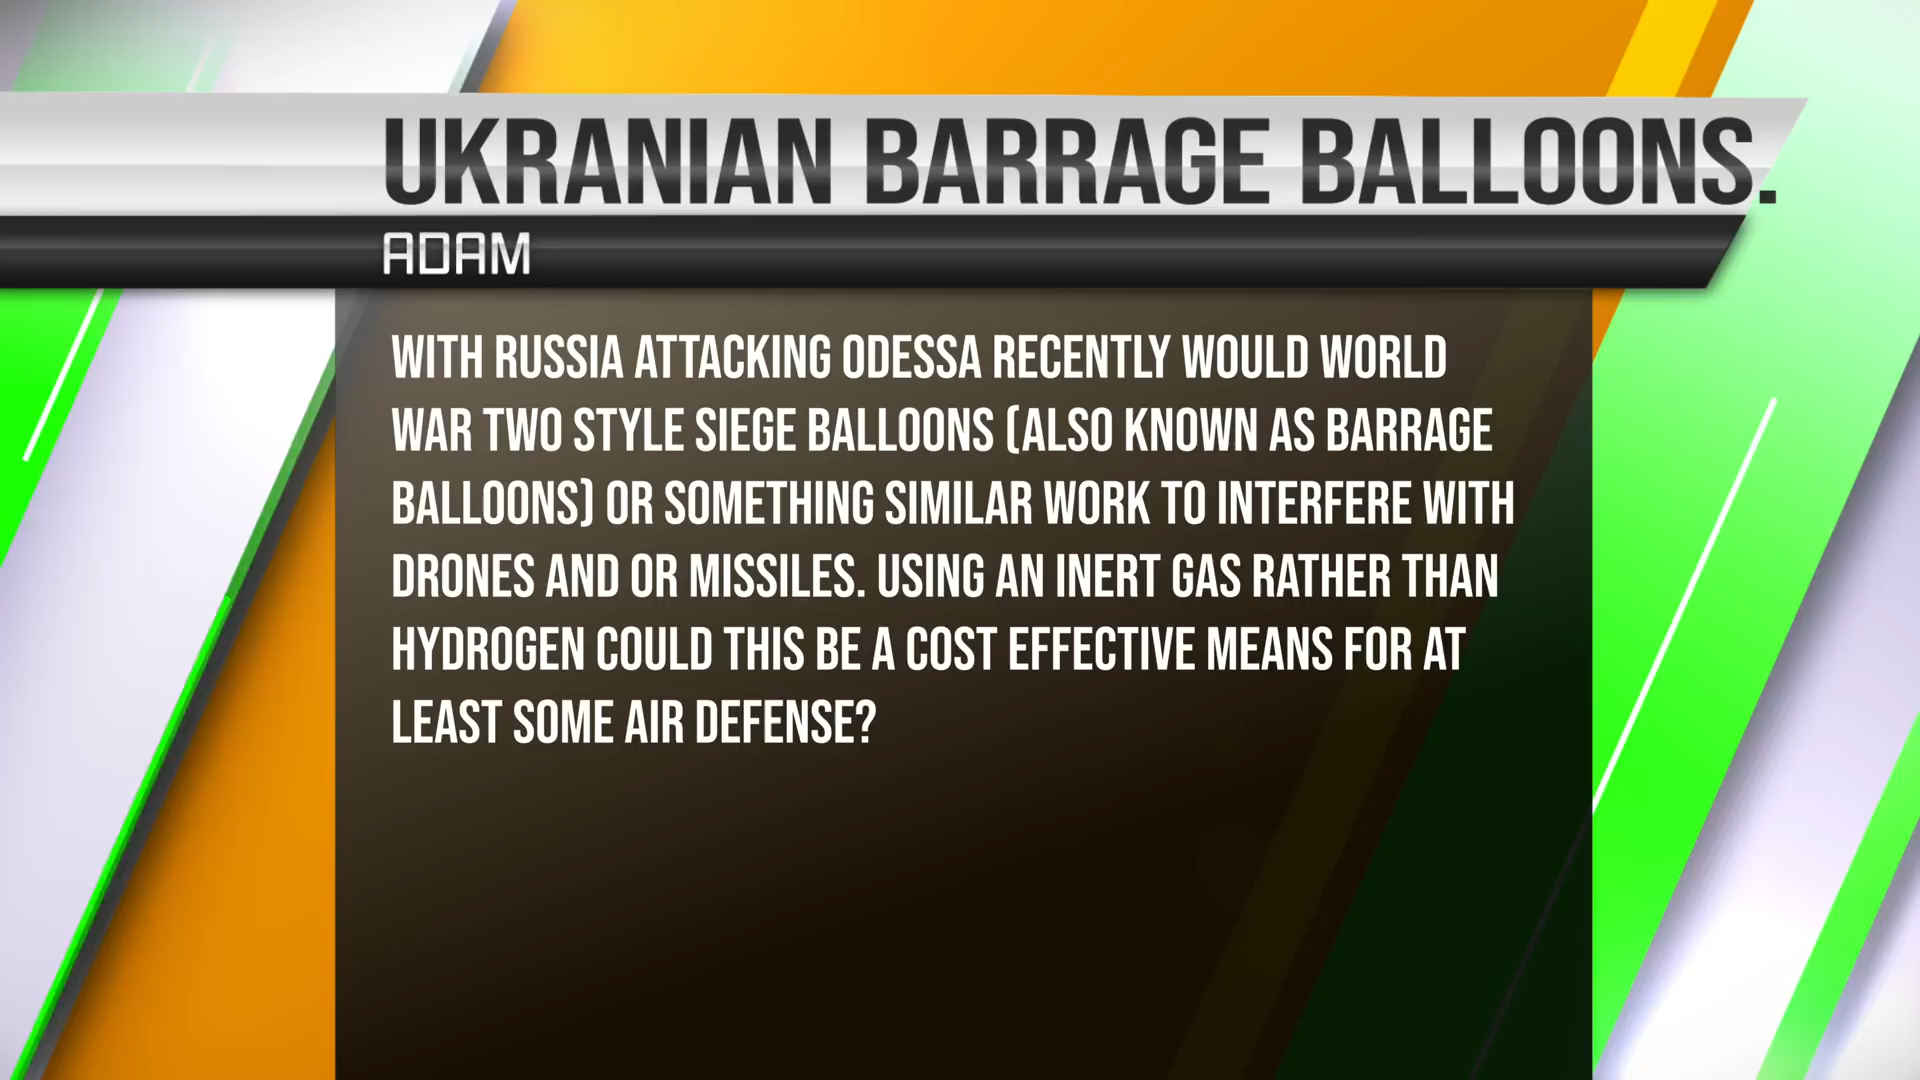 UKRANIAN BARRAGE BALLOONS.
ADAM
WITH RUSSIA ATTACKING ODESSA RECENTLY WOULD WORLD
WAR TWO STYLE SIEGE BALLOONS (ALSO KNOWN AS BARRAGE
BALLOONS) OR SOMETHING SIMILAR WORK TO INTERFERE WITH
DRONES AND OR MISSILES. USING AN INERT GAS RATHER THAN
HYDROGEN COULD THIS BE A COST EFFECTIVE MEANS FOR AT
LEAST SOME AIR DEFENSE?